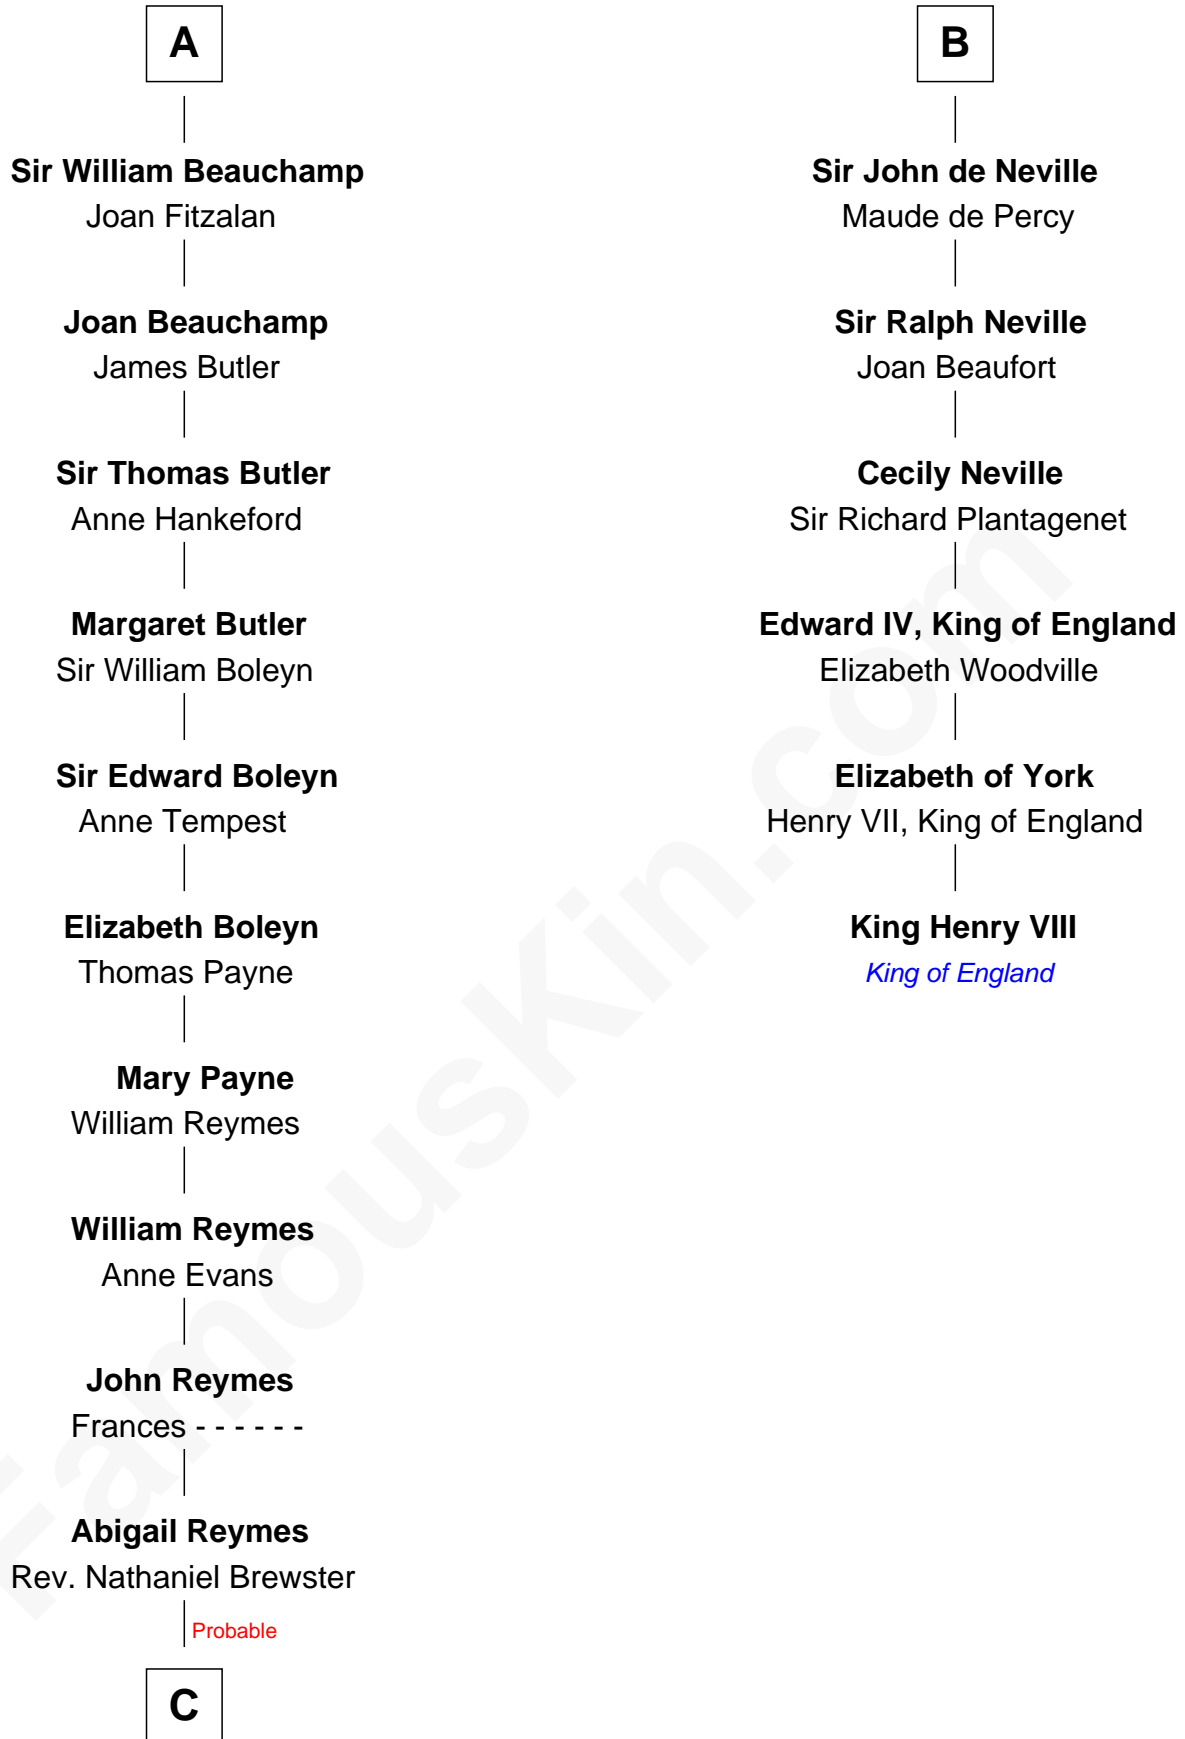 A
Sir William Beauchamp
Joan Fitzalan
Joan Beauchamp
James Butler
Sir Thomas Butler
Anne Hankeford
Margaret Butler
Sir William Boleyn
Sir Edward Boleyn
Anne Tempest
Elizabeth Boleyn
Thomas Payne
Mary Payne
William Reymes
William Reymes
Anne Evans
John Reymes
Frances - - - - - -
Abigail Reymes
Rev. Nathaniel Brewster
Probable
C
B
Sir John de Neville
Maude de Percy
Sir Ralph Neville
Joan Beaufort
Cecily Neville
Sir Richard Plantagenet
Edward IV, King of England
Elizabeth Woodville
Elizabeth of York
Henry VII, King of England
King Henry VIII
King of England
FamousKin.com